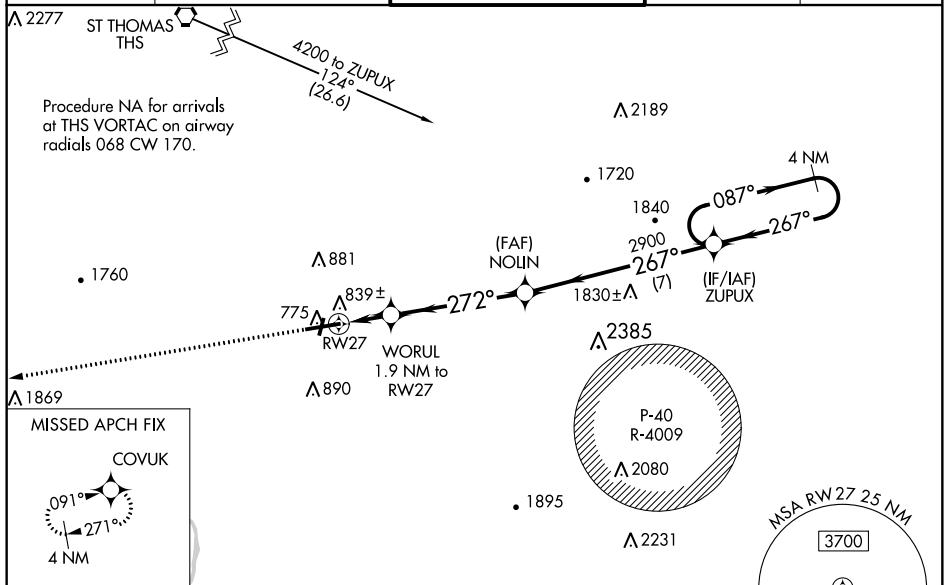 2277
ST THOMAS
THS
4200 to ZUPUX
124°
(26.6)
Procedure NA for arrivals
at THS VORTAC on airway
radials 068 CW 170.
2189
4 NM
1720
087°
1840
267°
(FAF)
NOLIN
2900
267°
(7)
(IF/IAF)
ZUPUX
881
1760
839±
1830±
272°
775
RW27
WORUL
1.9 NM to
RW27
2385
1869
890
MISSED APCH FIX
COVUK
091°
271°
4 NM
P-40
R-4009
2080
1895
2231
MSA RW27 25 NM
3700